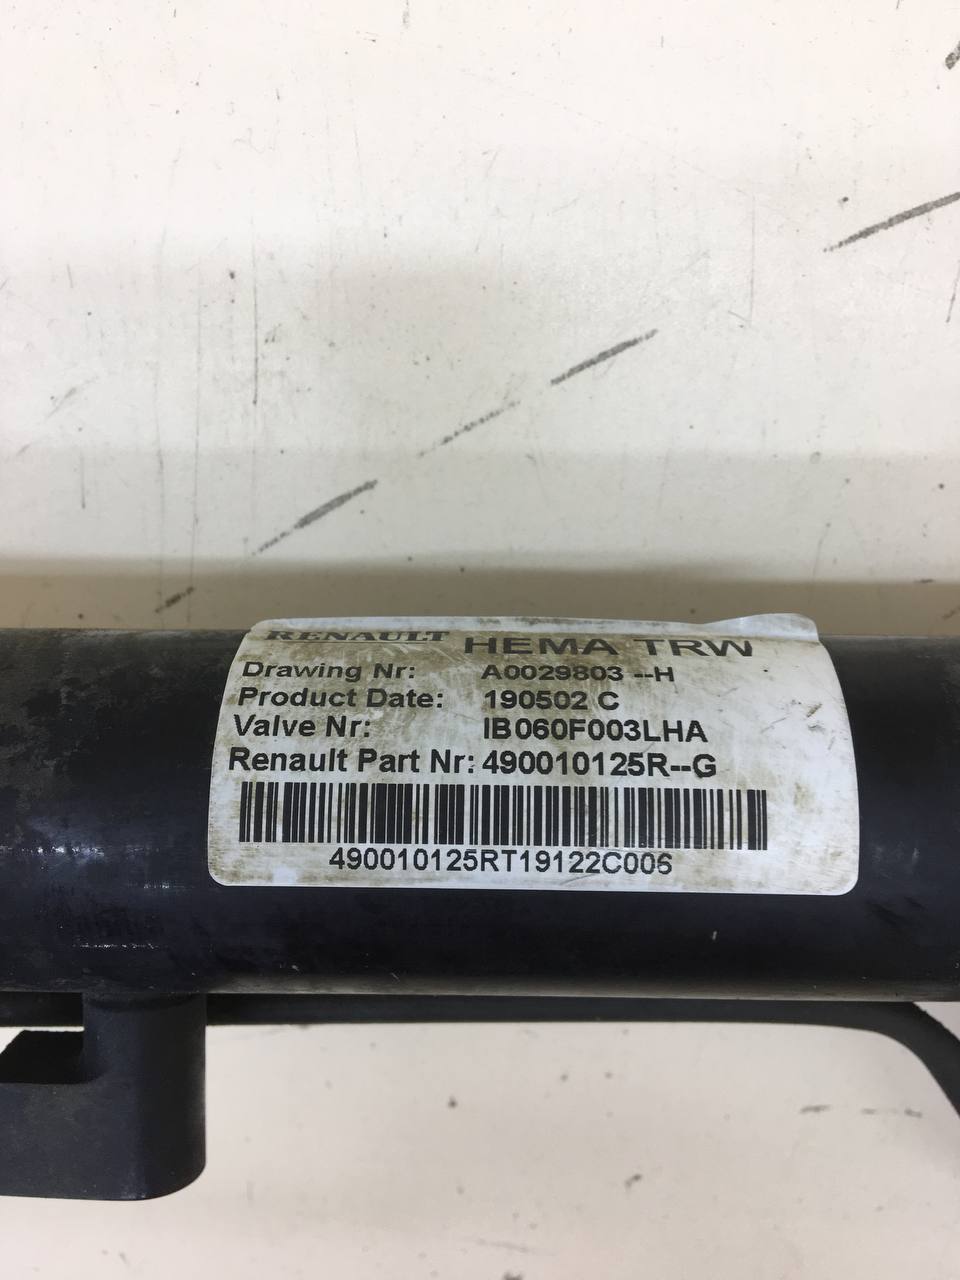 RENAULT HEMA TRW
Drawing Nr: A0029803 --H
Product Date: 190502 C
Valve Nr: IB060F003LHA
Renault Part Nr: 490010125R--G
490010125RT19122C006